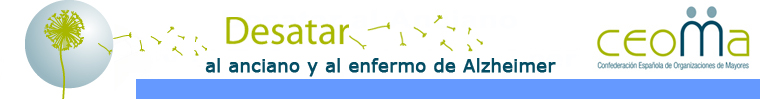 Desatar
al anciano y al enfermo de Alzheimer
ceoma
Confederación Española de Organizaciones de Mayores